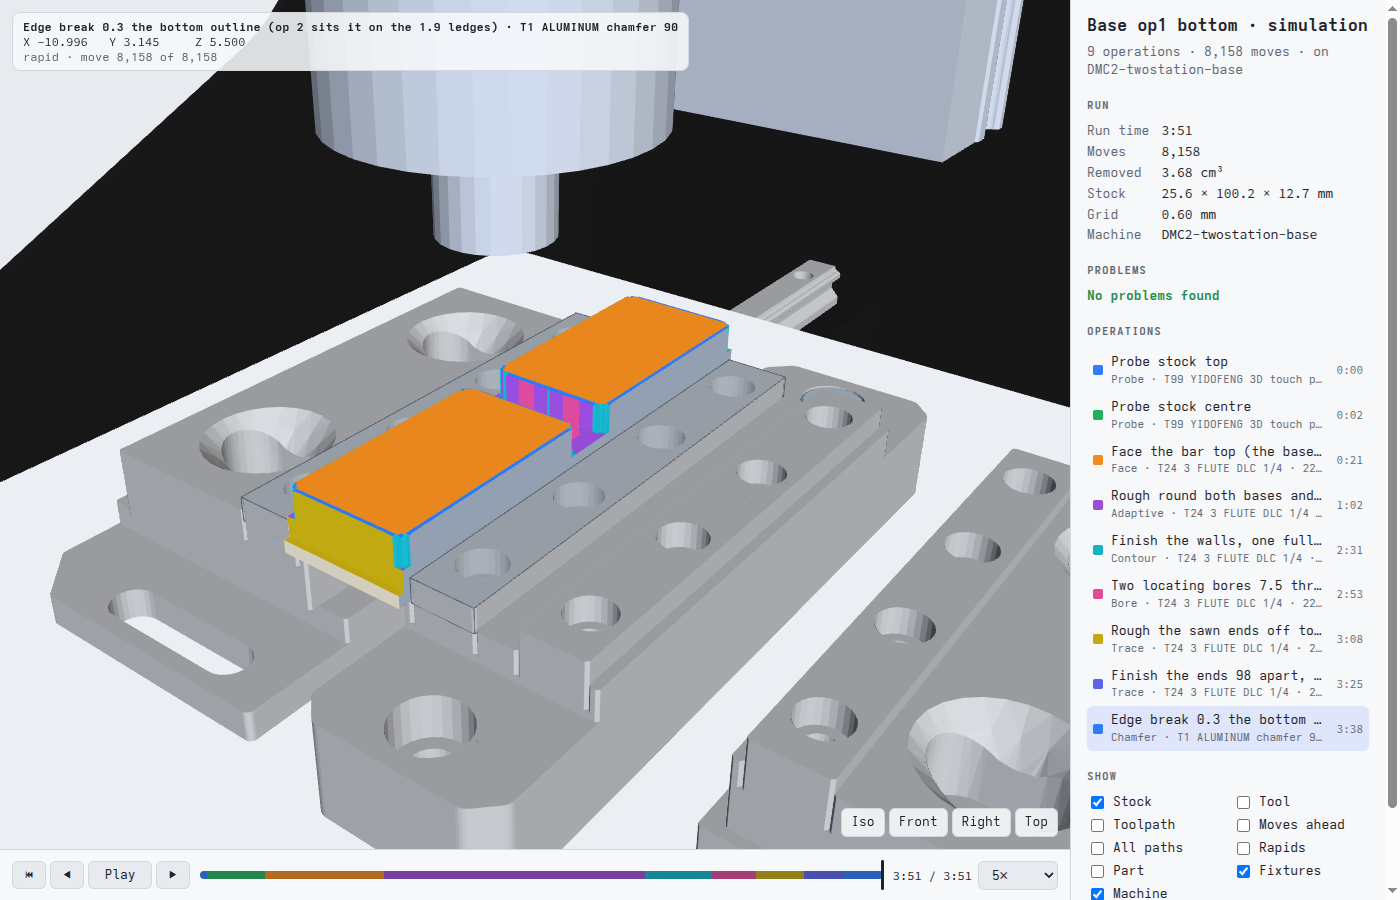 Edge break 0.3 the bottom outline (op 2 sits it on the 1.9 ledges) · T1 ALUMINUM chamfer 90
X -10.996 Y 3.145 Z 5.500
rapid · move 8,158 of 8,158
Iso Front Right Top
⏮ ◀ Play ▶ 3:51 / 3:51 5×
Base op1 bottom · simulation
9 operations · 8,158 moves · on
DMC2-twostation-base
RUN
Run time 3:51
Moves 8,158
Removed 3.68 cm³
Stock 25.6 × 100.2 × 12.7 mm
Grid 0.60 mm
Machine DMC2-twostation-base
PROBLEMS
No problems found
OPERATIONS
Probe stock top
Probe · T99 YIDOFENG 3D touch p… 0:00
Probe stock centre
Probe · T99 YIDOFENG 3D touch p… 0:02
Face the bar top (the base…
Face · T24 3 FLUTE DLC 1/4 · 22… 0:21
Rough round both bases and…
Adaptive · T24 3 FLUTE DLC 1/4 … 1:02
Finish the walls, one full…
Contour · T24 3 FLUTE DLC 1/4 ·… 2:31
Two locating bores 7.5 thr…
Bore · T24 3 FLUTE DLC 1/4 · 22… 2:53
Rough the sawn ends off to…
Trace · T24 3 FLUTE DLC 1/4 · 2… 3:08
Finish the ends 98 apart, …
Trace · T24 3 FLUTE DLC 1/4 · 2… 3:25
Edge break 0.3 the bottom …
Chamfer · T1 ALUMINUM chamfer 9… 3:38
SHOW
Stock Tool
Toolpath Moves ahead
All paths Rapids
Part Fixtures
Machine